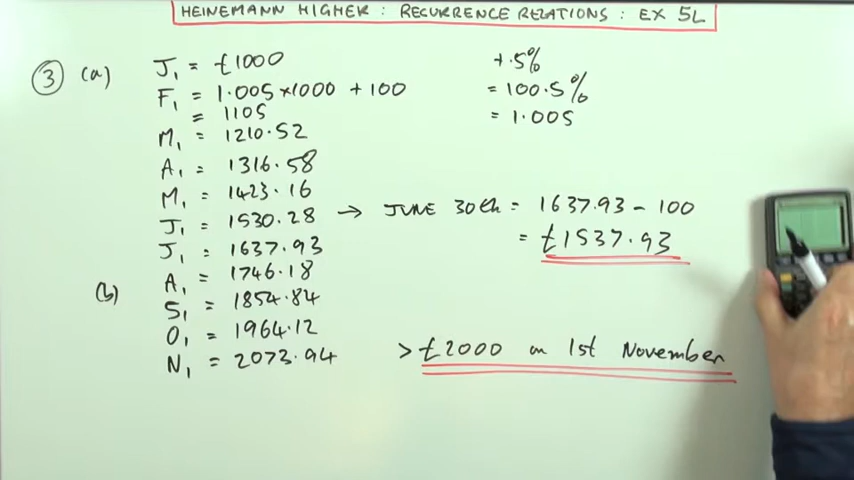 HEINEMANN HIGHER : RECURRENCE RELATIONS : EX 5L
3 (a) J₁ = £1000
F₁ = 1.005×1000 + 100
= 1105
M₁ = 1210.52
A₁ = 1316.58
M₁ = 1423.16
J₁ = 1530.28 → JUNE 30th = 1637.93 - 100
= £1537.93
J₁ = 1637.93
A₁ = 1746.18
(b) S₁ = 1854.84
O₁ = 1964.12
N₁ = 2073.94 > £2000 on 1st November
+.5%
= 100.5%
= 1.005